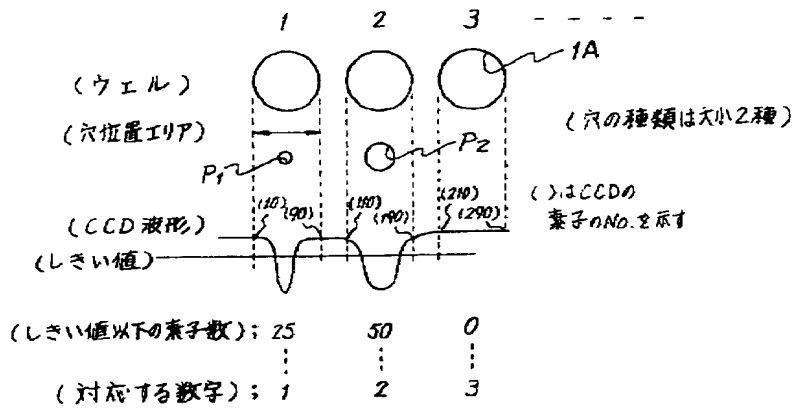 1 2 3 - - - -
1A
(ウェル)
(穴位置エリア)
(穴の種類は大小2種)
P1 P2
(10) (90) (110) (190) (210) (290)
( )はCCDの
素子のNo.を示す
(CCD波形)
(しきい値)
(しきい値以下の素子数); 25 50 0
(対応する数字); 1 2 3